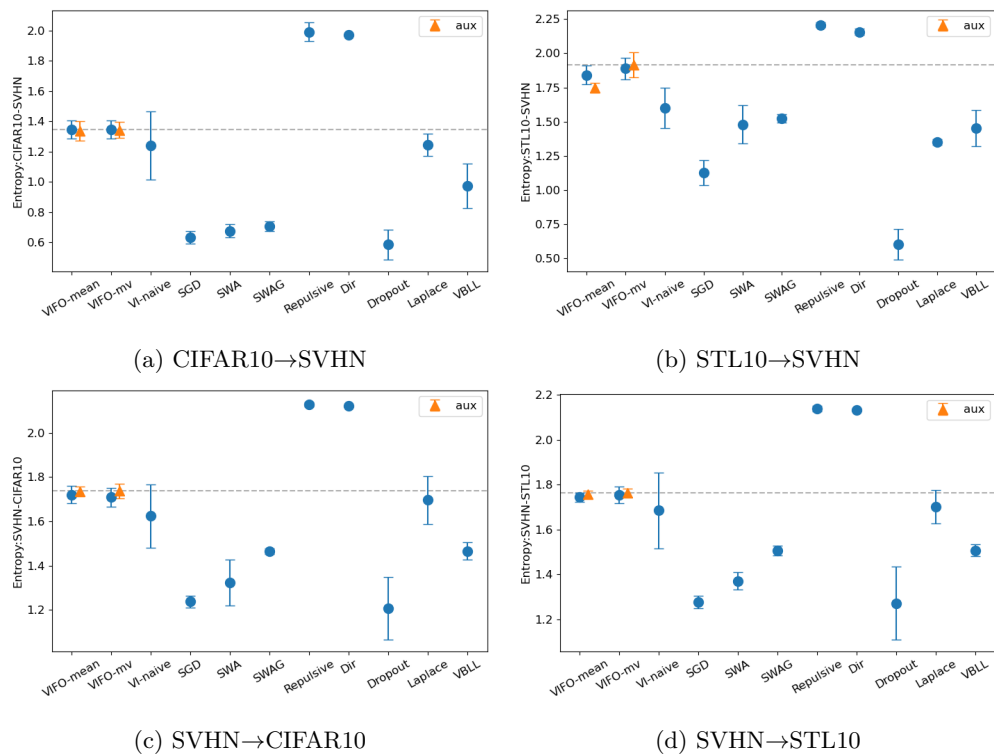 aux
2.0
1.8
1.6
1.4
1.2
1.0
0.8
0.6
Entropy:CIFAR10-SVHN
VIFO-mean VIFO-mv VI-naive SGD SWA SWAG Repulsive Dir Dropout Laplace VBLL
(a) CIFAR10→SVHN
aux
2.25
2.00
1.75
1.50
1.25
1.00
0.75
0.50
Entropy:STL10-SVHN
VIFO-mean VIFO-mv VI-naive SGD SWA SWAG Repulsive Dir Dropout Laplace VBLL
(b) STL10→SVHN
aux
2.0
1.8
1.6
1.4
1.2
Entropy:SVHN-CIFAR10
VIFO-mean VIFO-mv VI-naive SGD SWA SWAG Repulsive Dir Dropout Laplace VBLL
(c) SVHN→CIFAR10
aux
2.2
2.0
1.8
1.6
1.4
1.2
Entropy:SVHN-STL10
VIFO-mean VIFO-mv VI-naive SGD SWA SWAG Repulsive Dir Dropout Laplace VBLL
(d) SVHN→STL10